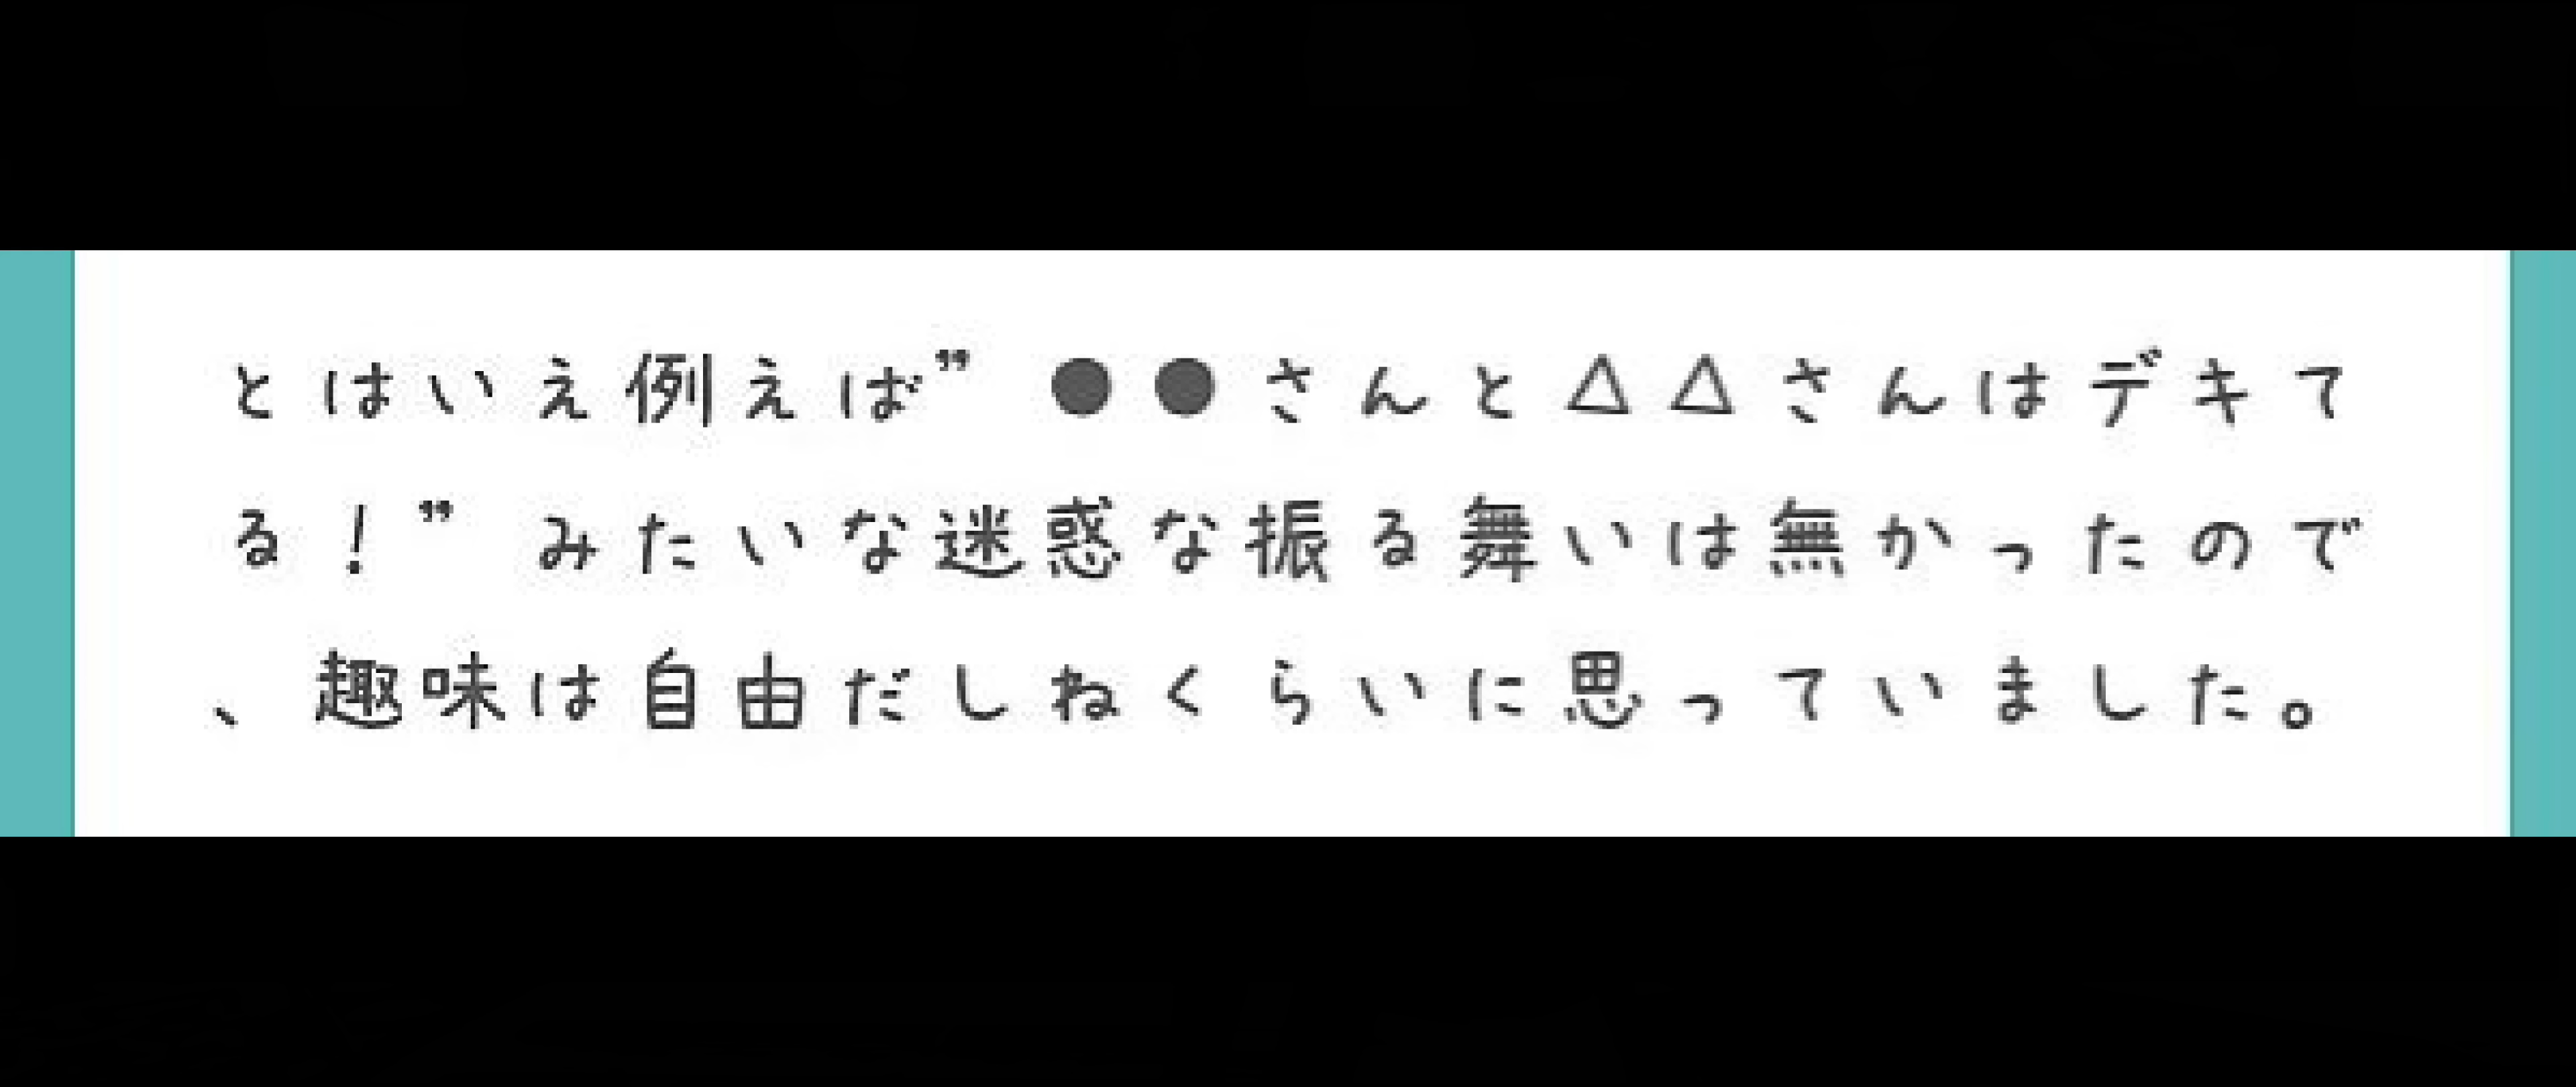 とはいえ例えば” ●●さんと△△さんはデキて
る！” みたいな迷惑な振る舞いは無かったので
、趣味は自由だしねくらいに思っていました。